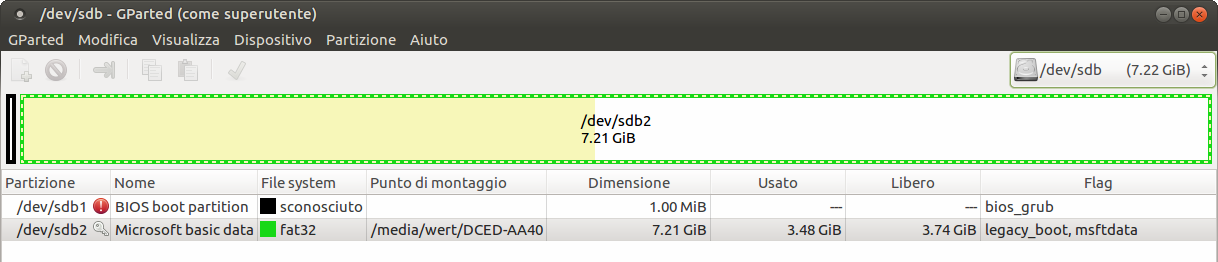 /dev/sdb - GParted (come superutente)
GParted Modifica Visualizza Dispositivo Partizione Aiuto
/dev/sdb (7.22 GiB)
/dev/sdb2
7.21 GiB
Partizione Nome File system Punto di montaggio Dimensione Usato Libero Flag
/dev/sdb1 BIOS boot partition sconosciuto 1.00 MiB --- --- bios_grub
/dev/sdb2 Microsoft basic data fat32 /media/wert/DCED-AA40 7.21 GiB 3.48 GiB 3.74 GiB legacy_boot, msftdata